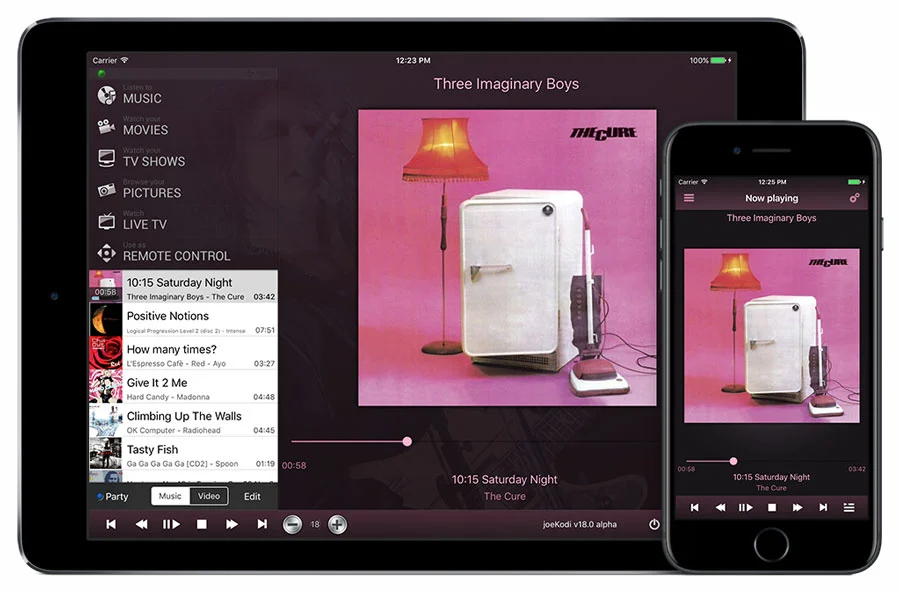 Carrier
12:23 PM
100%
Listen to
MUSIC
Watch your
MOVIES
Watch your
TV SHOWS
Browse your
PICTURES
Watch
LIVE TV
Use as
REMOTE CONTROL
00:58
10:15 Saturday Night
Three Imaginary Boys - The Cure 03:42
Positive Notions
Logical Progression Level 2 (disc 2) - Intense 07:51
How many times?
L'Espresso Cafè - Red - Ayo 03:27
Give It 2 Me
Hard Candy - Madonna 04:48
Climbing Up The Walls
OK Computer - Radiohead 04:45
Tasty Fish
Ga Ga Ga Ga Ga [CD2] - Spoon 01:19
Party Music Video Edit
Three Imaginary Boys
THE CURE
00:58
10:15 Saturday Night
The Cure
18
joeKodi v18.0 alpha
Carrier
12:25 PM
Now playing
Three Imaginary Boys
THE CURE
00:58 03:42
10:15 Saturday Night
The Cure